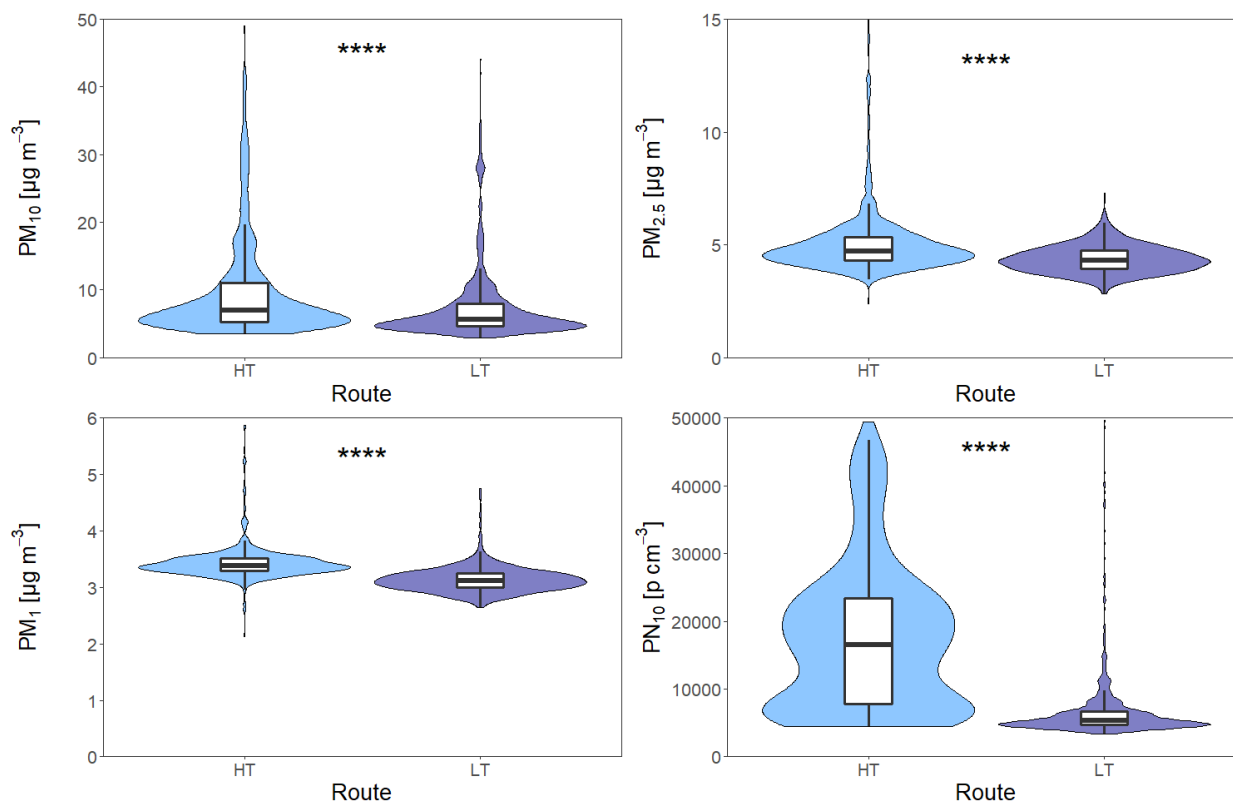 PM₁₀ [µg m⁻³]
50
40
30
20
10
0
****
HT
LT
Route
PM₂.₅ [µg m⁻³]
15
10
5
0
****
HT
LT
Route
PM₁ [µg m⁻³]
6
5
4
3
2
1
0
****
HT
LT
Route
PN₁₀ [p cm⁻³]
50000
40000
30000
20000
10000
0
****
HT
LT
Route